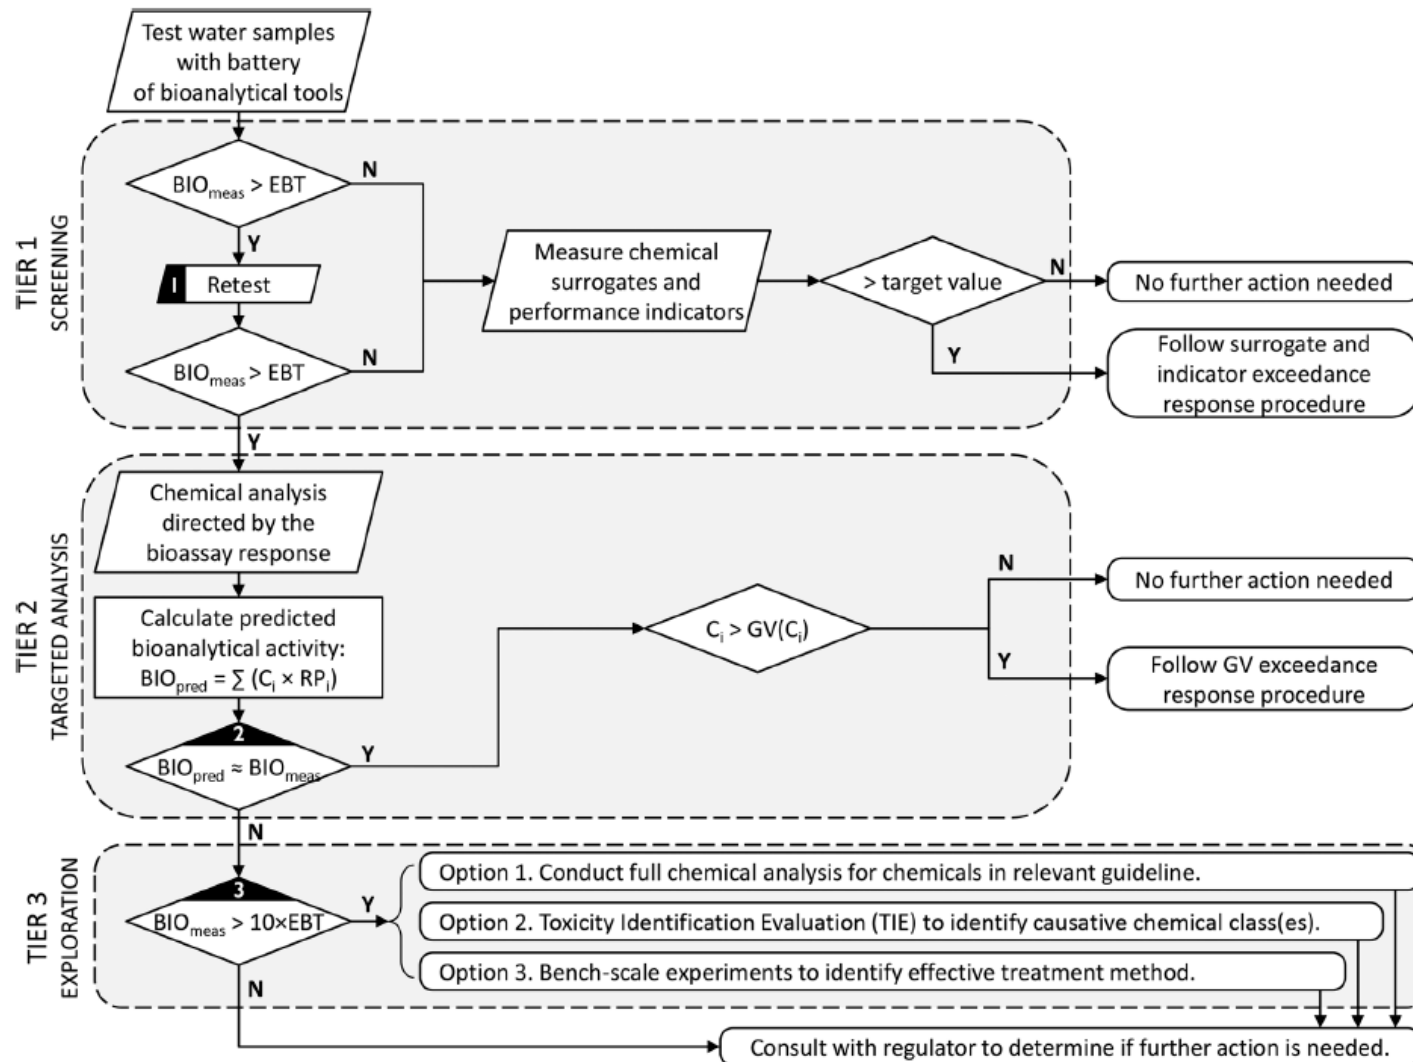 Test water samples
with battery
of bioanalytical tools
TIER 1
SCREENING
BIOmeas > EBT
N
Y
1 Retest
BIOmeas > EBT
N
Y
Measure chemical
surrogates and
performance indicators
> target value
N
No further action needed
Y
Follow surrogate and
indicator exceedance
response procedure
TIER 2
TARGETED ANALYSIS
Chemical analysis
directed by the
bioassay response
Calculate predicted
bioanalytical activity:
BIOpred = ∑ (Ci × RPi)
2
BIOpred ≈ BIOmeas
Y
N
Ci > GV(Ci)
N
No further action needed
Y
Follow GV exceedance
response procedure
TIER 3
EXPLORATION
3
BIOmeas > 10×EBT
Y
N
Option 1. Conduct full chemical analysis for chemicals in relevant guideline.
Option 2. Toxicity Identification Evaluation (TIE) to identify causative chemical class(es).
Option 3. Bench-scale experiments to identify effective treatment method.
Consult with regulator to determine if further action is needed.